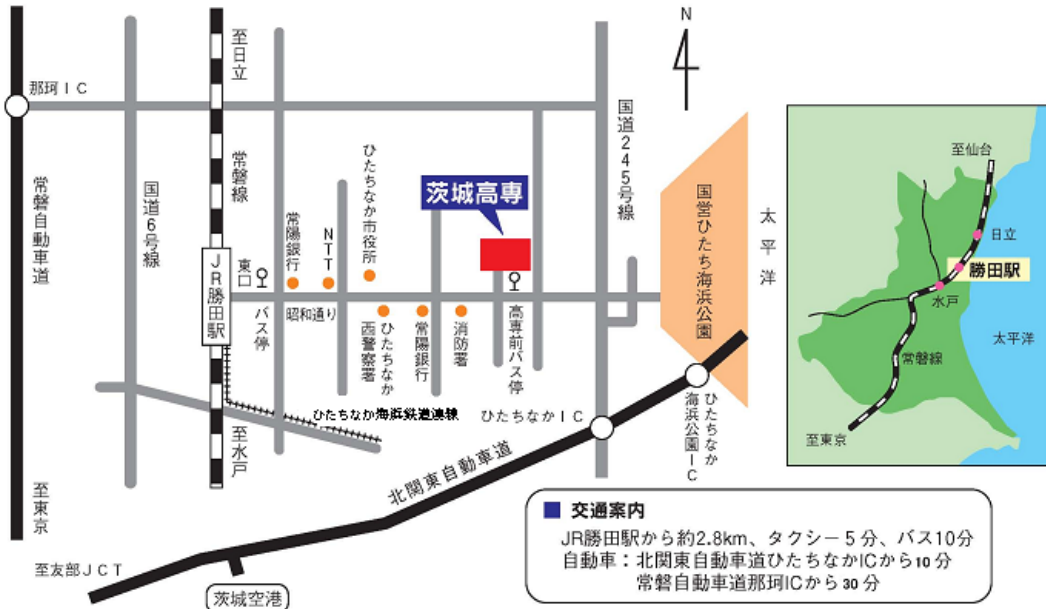 N
至日立
那珂IC
常磐自動車道
国道6号線
常磐線
ひたちなか市役所
茨城高専
国道245号線
国営ひたち海浜公園
太平洋
JR勝田駅
東口
常陽銀行
NTT
バス停
昭和通り
ひたちなか
西警察署
常陽銀行
消防署
高専前バス停
ひたちなか海浜鉄道湊線
ひたちなかIC
ひたちなか
海浜公園IC
至水戸
至東京
北関東自動車道
至友部JCT
茨城空港
至仙台
日立
勝田駅
水戸
太平洋
常磐線
至東京
■ 交通案内
JR勝田駅から約2.8km、タクシー5分、バス10分
自動車：北関東自動車道ひたちなかICから10分
常磐自動車道那珂ICから30分